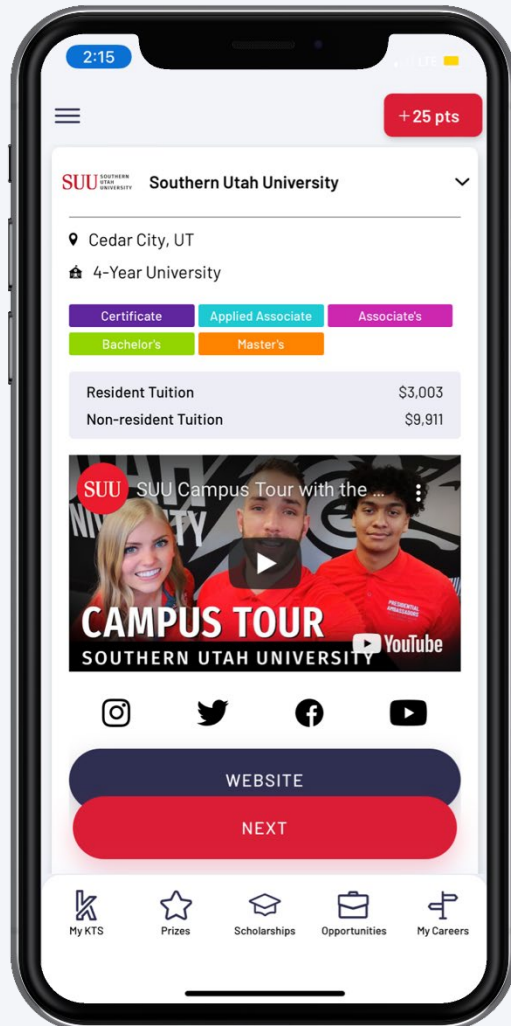 2:15
+25 pts
SUU SOUTHERN UTAH UNIVERSITY Southern Utah University
Cedar City, UT
4-Year University
Certificate Applied Associate Associate's
Bachelor's Master's
Resident Tuition $3,003
Non-resident Tuition $9,911
SUU SUU Campus Tour with the ...
CAMPUS TOUR
SOUTHERN UTAH UNIVERSITY
PRESIDENTIAL AMBASSADORS
YouTube
WEBSITE
NEXT
My KTS Prizes Scholarships Opportunities My Careers